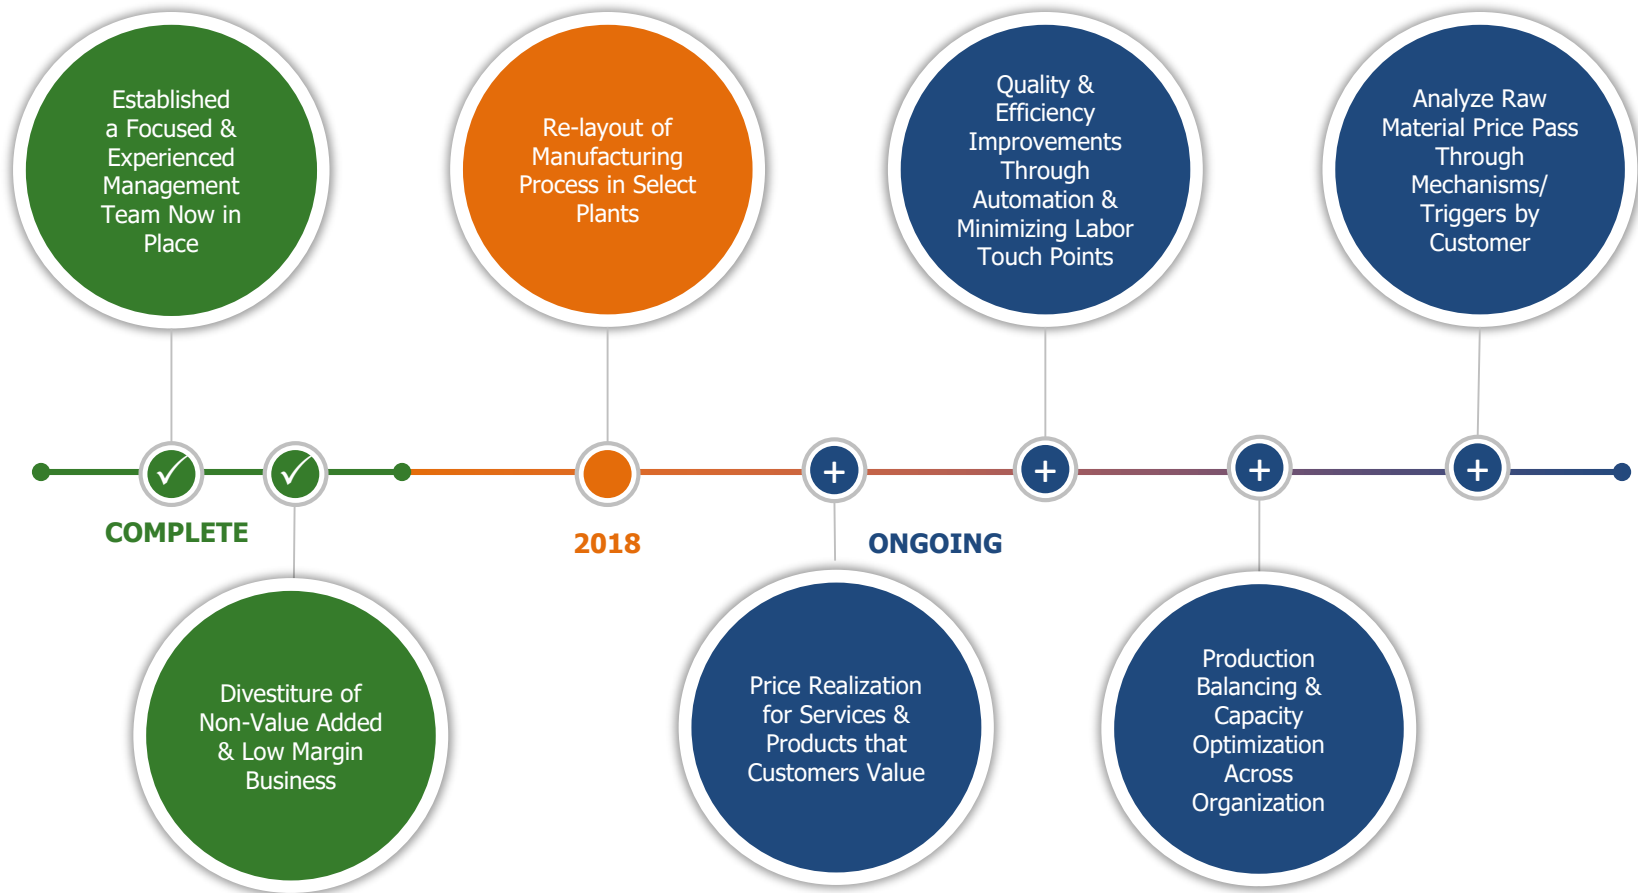 Established
a Focused &
Experienced
Management
Team Now in
Place
Re-layout of
Manufacturing
Process in Select
Plants
Quality &
Efficiency
Improvements
Through
Automation &
Minimizing Labor
Touch Points
Analyze Raw
Material Price Pass
Through
Mechanisms/
Triggers by
Customer
COMPLETE
2018
ONGOING
Divestiture of
Non-Value Added
& Low Margin
Business
Price Realization
for Services &
Products that
Customers Value
Production
Balancing &
Capacity
Optimization
Across
Organization